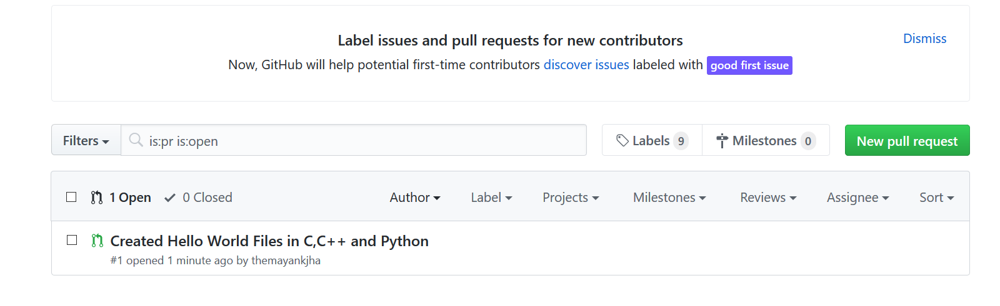 Label issues and pull requests for new contributors
Dismiss
Now, GitHub will help potential first-time contributors discover issues labeled with good first issue
Filters
is:pr is:open
Labels 9
Milestones 0
New pull request
1 Open
0 Closed
Author
Label
Projects
Milestones
Reviews
Assignee
Sort
Created Hello World Files in C,C++ and Python
#1 opened 1 minute ago by themayankjha